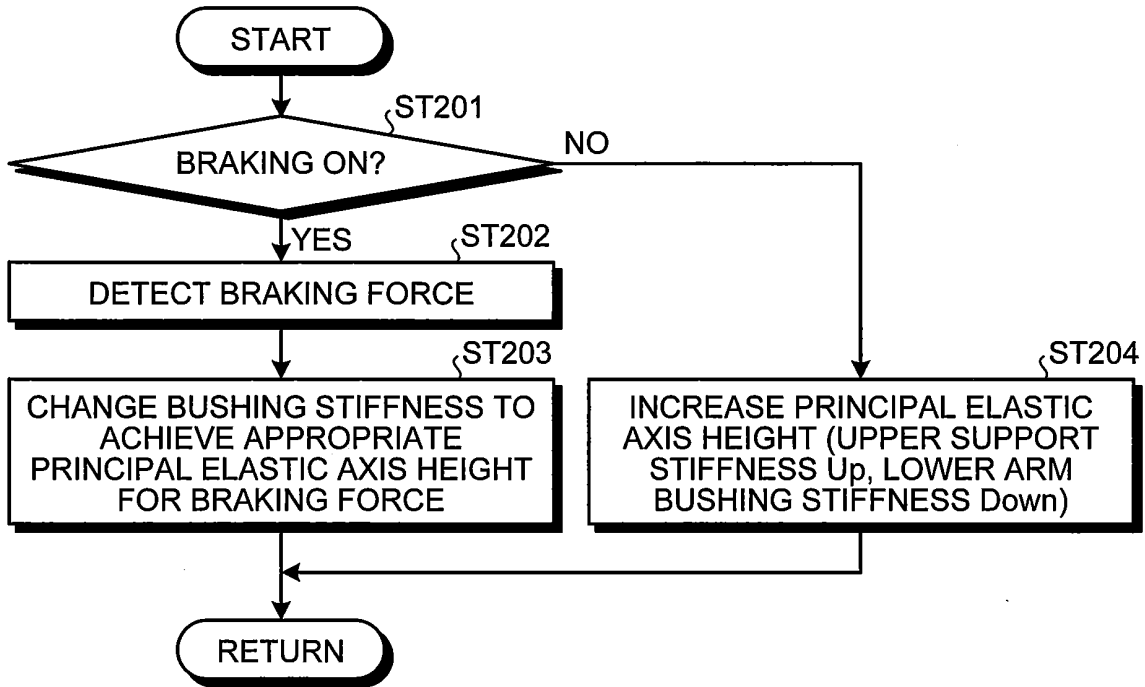 START
ST201
BRAKING ON?
NO
YES
ST202
DETECT BRAKING FORCE
ST203
CHANGE BUSHING STIFFNESS TO
ACHIEVE APPROPRIATE
PRINCIPAL ELASTIC AXIS HEIGHT
FOR BRAKING FORCE
ST204
INCREASE PRINCIPAL ELASTIC
AXIS HEIGHT (UPPER SUPPORT
STIFFNESS Up, LOWER ARM
BUSHING STIFFNESS Down)
RETURN